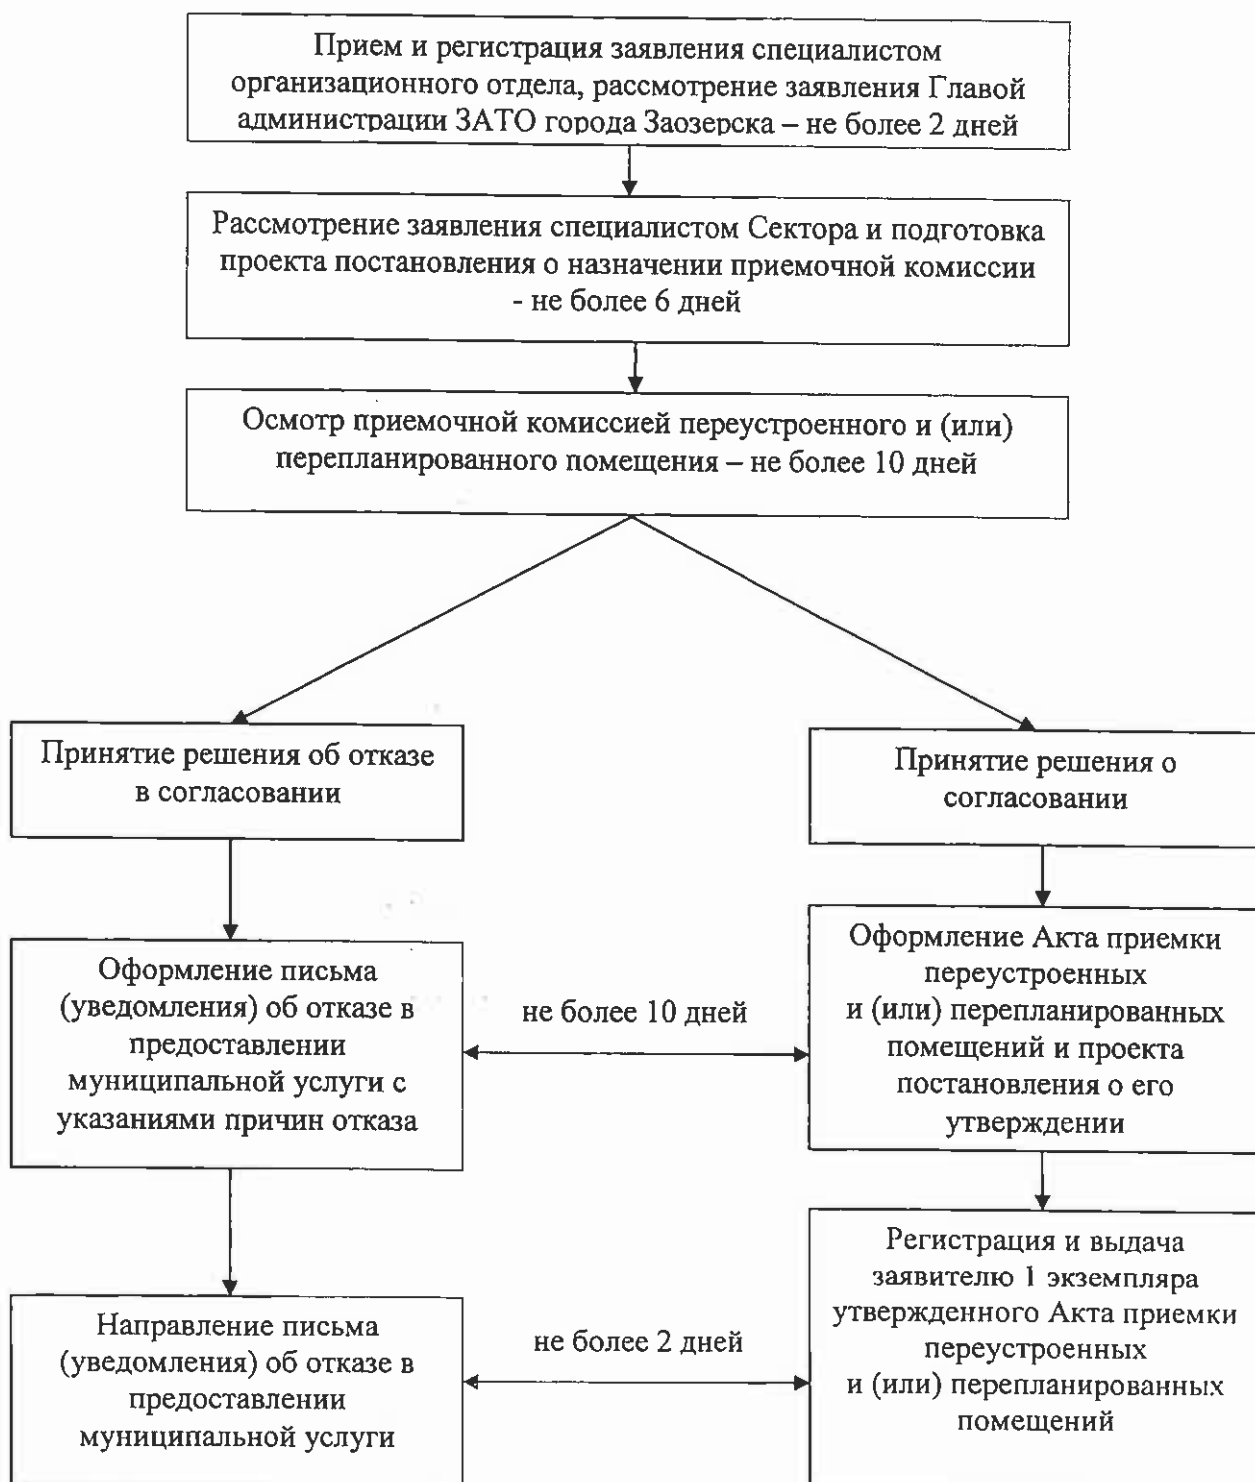 Прием и регистрация заявления специалистом
организационного отдела, рассмотрение заявления Главой
администрации ЗАТО города Заозерска – не более 2 дней
Рассмотрение заявления специалистом Сектора и подготовка
проекта постановления о назначении приемочной комиссии
- не более 6 дней
Осмотр приемочной комиссией переустроенного и (или)
перепланированного помещения – не более 10 дней
Принятие решения об отказе
в согласовании
Принятие решения о
согласовании
Оформление письма
(уведомления) об отказе в
предоставлении
муниципальной услуги с
указаниями причин отказа
не более 10 дней
Оформление Акта приемки
переустроенных
и (или) перепланированных
помещений и проекта
постановления о его
утверждении
Направление письма
(уведомления) об отказе в
предоставлении
муниципальной услуги
не более 2 дней
Регистрация и выдача
заявителю 1 экземпляра
утвержденного Акта приемки
переустроенных
и (или) перепланированных
помещений